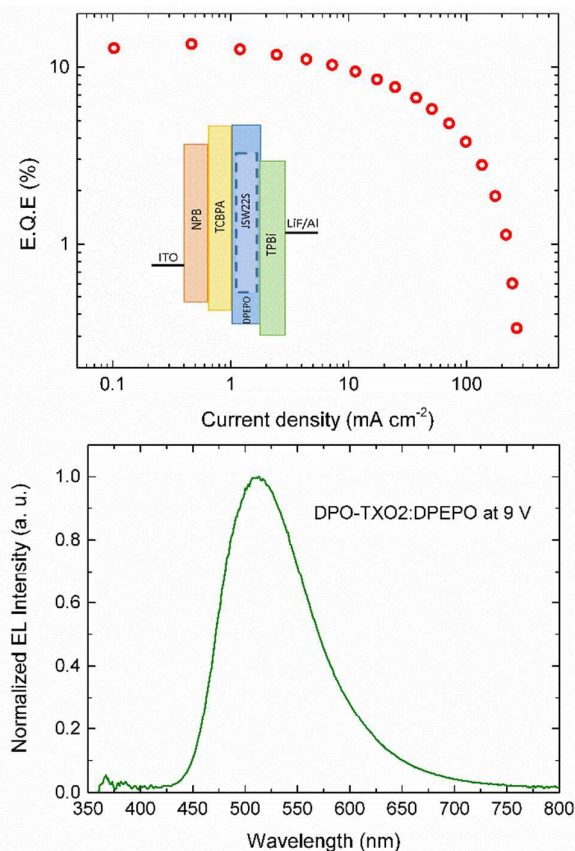 E.Q.E (%)
10
1
NPB
TCBPA
JSW22S
DPEPO
TPBi
ITO
LiF/Al
0.1 1 10 100
Current density (mA cm⁻²)
Normalized EL Intensity (a. u.)
1.0
0.8
0.6
0.4
0.2
0.0
DPO-TXO2:DPEPO at 9 V
350 400 450 500 550 600 650 700 750 800
Wavelength (nm)